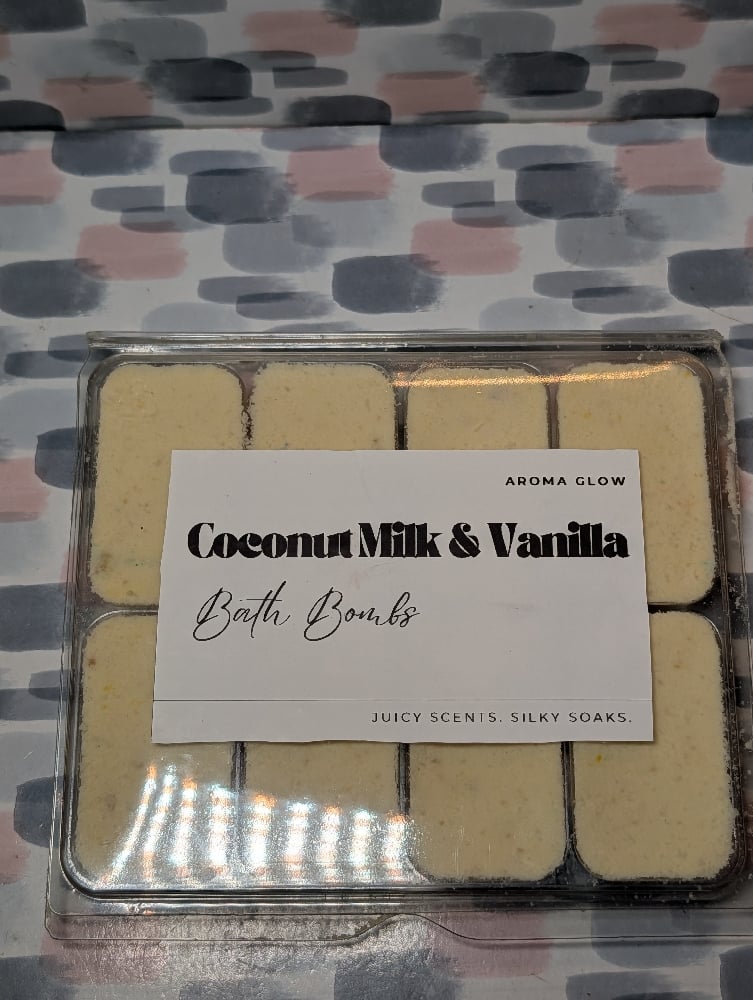 AROMA GLOW
Coconut Milk & Vanilla
Bath Bombs
JUICY SCENTS. SILKY SOAKS.